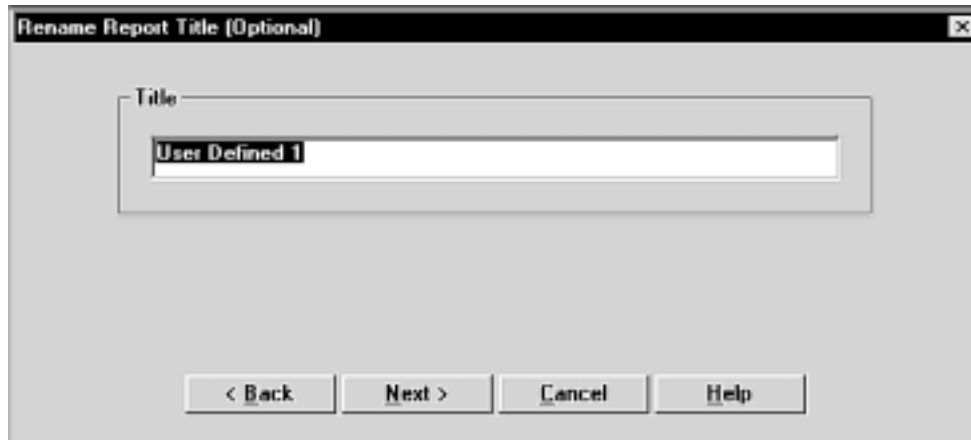 Rename Report Title (Optional)
Title
User Defined 1
< Back
Next >
Cancel
Help